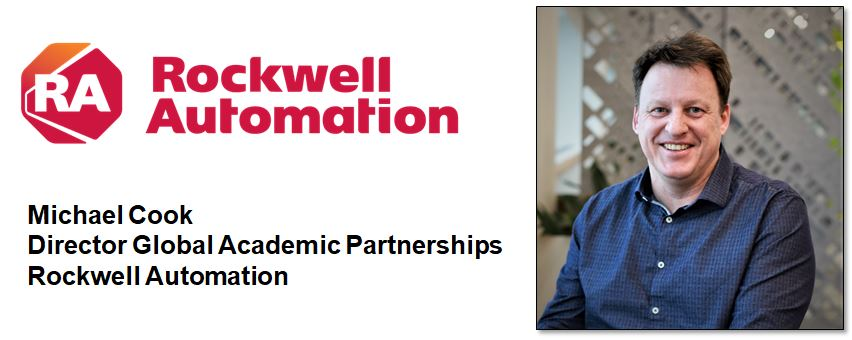 RA
Rockwell
Automation
Michael Cook
Director Global Academic Partnerships
Rockwell Automation